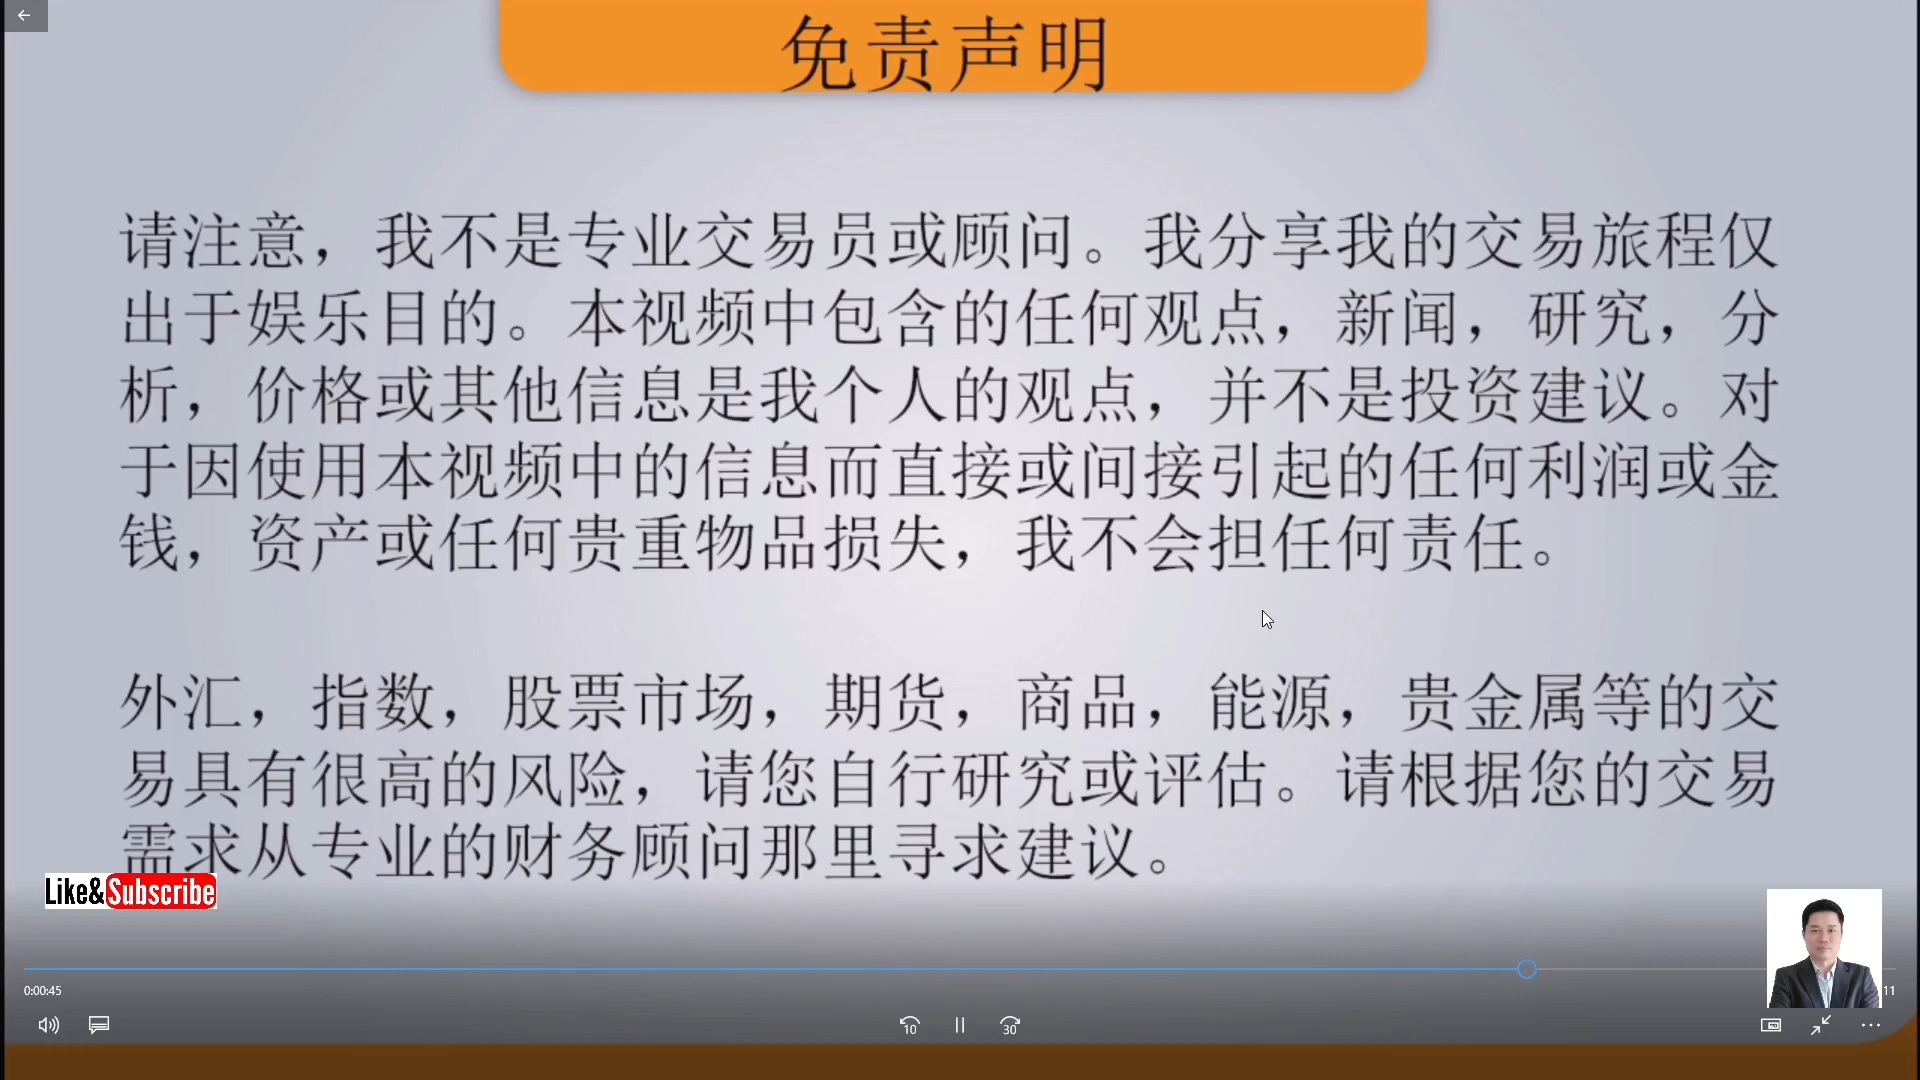 免责声明
请注意，我不是专业交易员或顾问。我分享我的交易旅程仅
出于娱乐目的。本视频中包含的任何观点，新闻，研究，分
析，价格或其他信息是我个人的观点，并不是投资建议。对
于因使用本视频中的信息而直接或间接引起的任何利润或金
钱，资产或任何贵重物品损失，我不会担任何责任。
外汇，指数，股票市场，期货，商品，能源，贵金属等的交
易具有很高的风险，请您自行研究或评估。请根据您的交易
需求从专业的财务顾问那里寻求建议。
Like&Subscribe
0:00:45
11
10
30